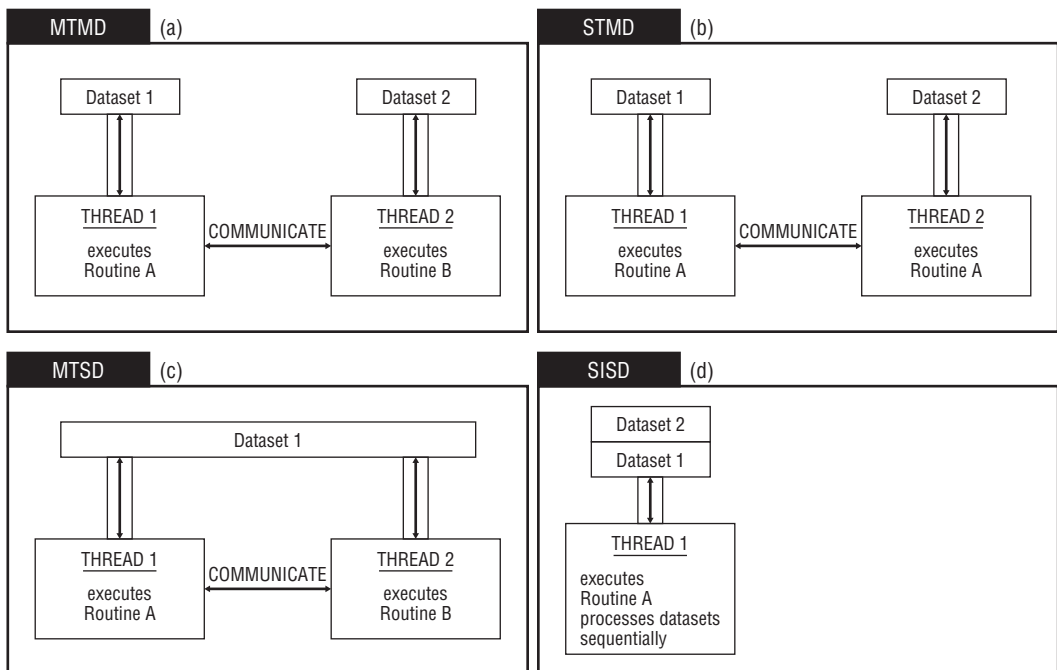 MTMD (a)
Dataset 1
Dataset 2
THREAD 1
executes
Routine A
COMMUNICATE
THREAD 2
executes
Routine B
STMD (b)
Dataset 1
Dataset 2
THREAD 1
executes
Routine A
COMMUNICATE
THREAD 2
executes
Routine A
MTSD (c)
Dataset 1
THREAD 1
executes
Routine A
COMMUNICATE
THREAD 2
executes
Routine B
SISD (d)
Dataset 2
Dataset 1
THREAD 1
executes
Routine A
processes datasets
sequentially